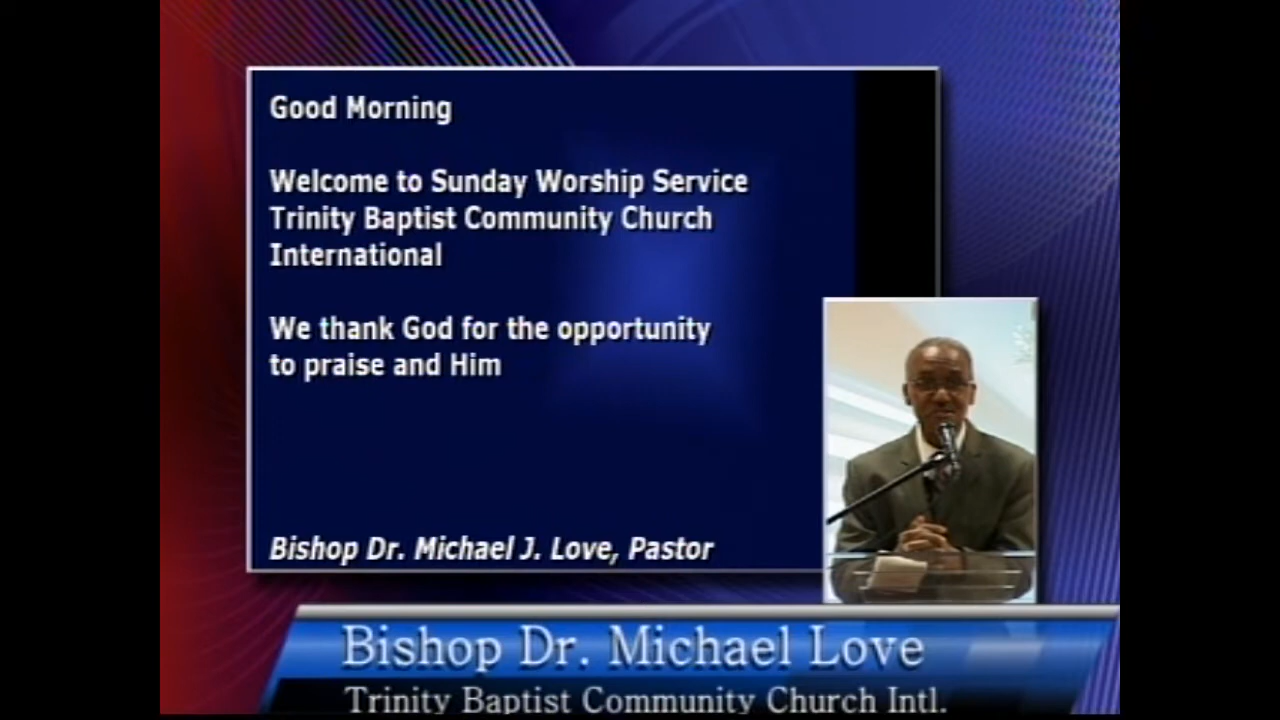 Good Morning
Welcome to Sunday Worship Service
Trinity Baptist Community Church
International
We thank God for the opportunity
to praise and Him
Bishop Dr. Michael J. Love, Pastor
Bishop Dr. Michael Love
Trinity Baptist Community Church Intl.